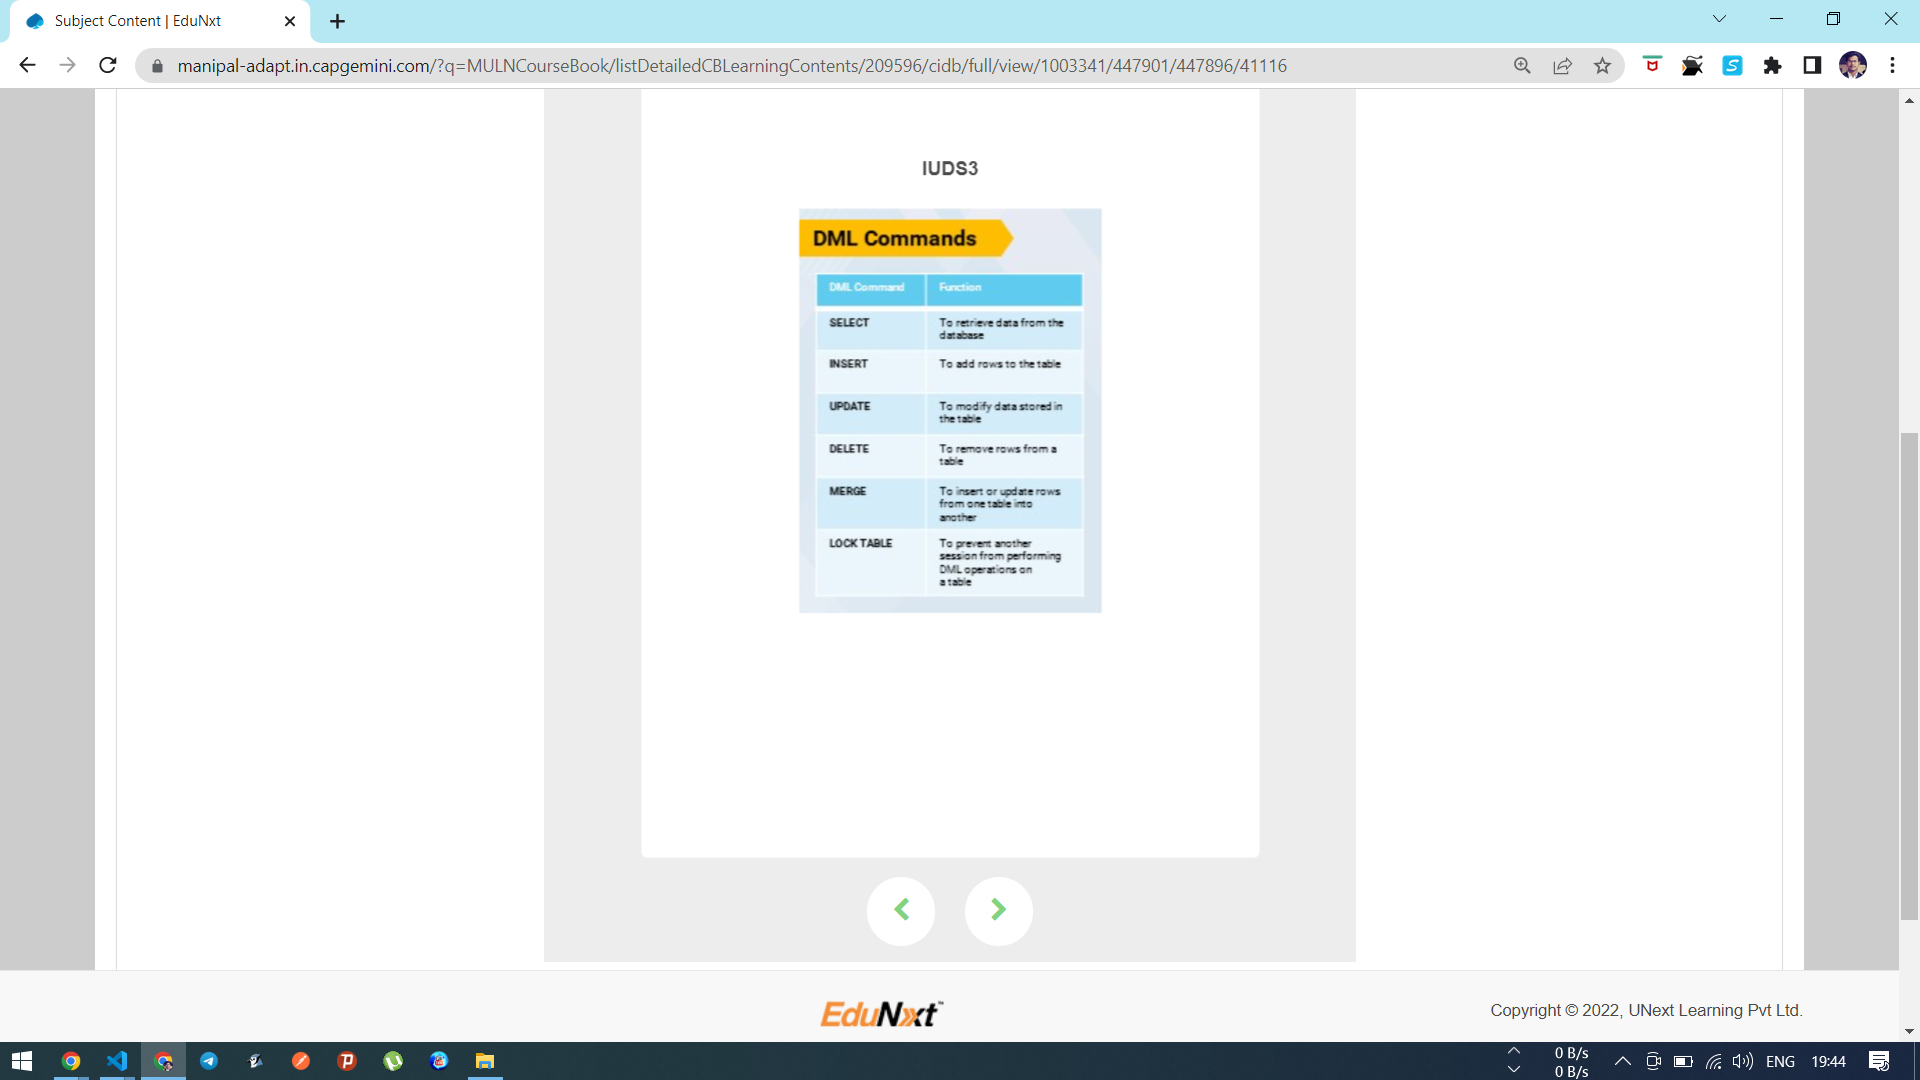 Subject Content | EduNxt
manipal-adapt.in.capgemini.com/?q=MULNCourseBook/listDetailedCBLearningContents/209596/cidb/full/view/1003341/447901/447896/41116
IUDS3
DML Commands
DML Command Function
SELECT To retrieve data from the
database
INSERT To add rows to the table
UPDATE To modify data stored in
the table
DELETE To remove rows from a
table
MERGE To insert or update rows
from one table into
another
LOCK TABLE To prevent another
session from performing
DML operations on
a table
EduNxt™
Copyright © 2022, UNext Learning Pvt Ltd.
0 B/s
0 B/s
ENG 19:44